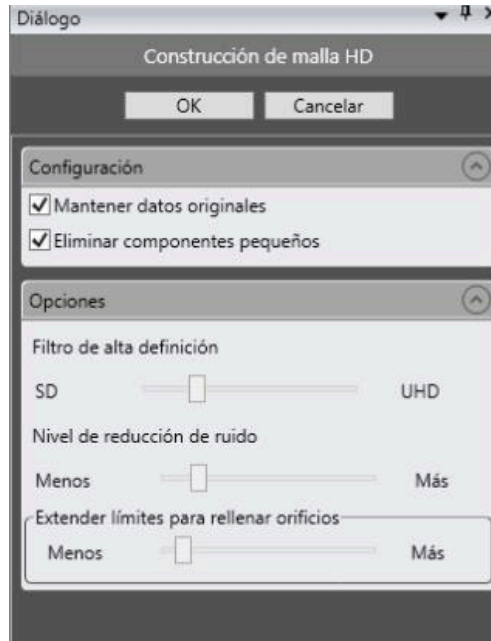 Diálogo
Construcción de malla HD
OK Cancelar
Configuración
Mantener datos originales
Eliminar componentes pequeños
Opciones
Filtro de alta definición
SD UHD
Nivel de reducción de ruido
Menos Más
Extender límites para rellenar orificios
Menos Más